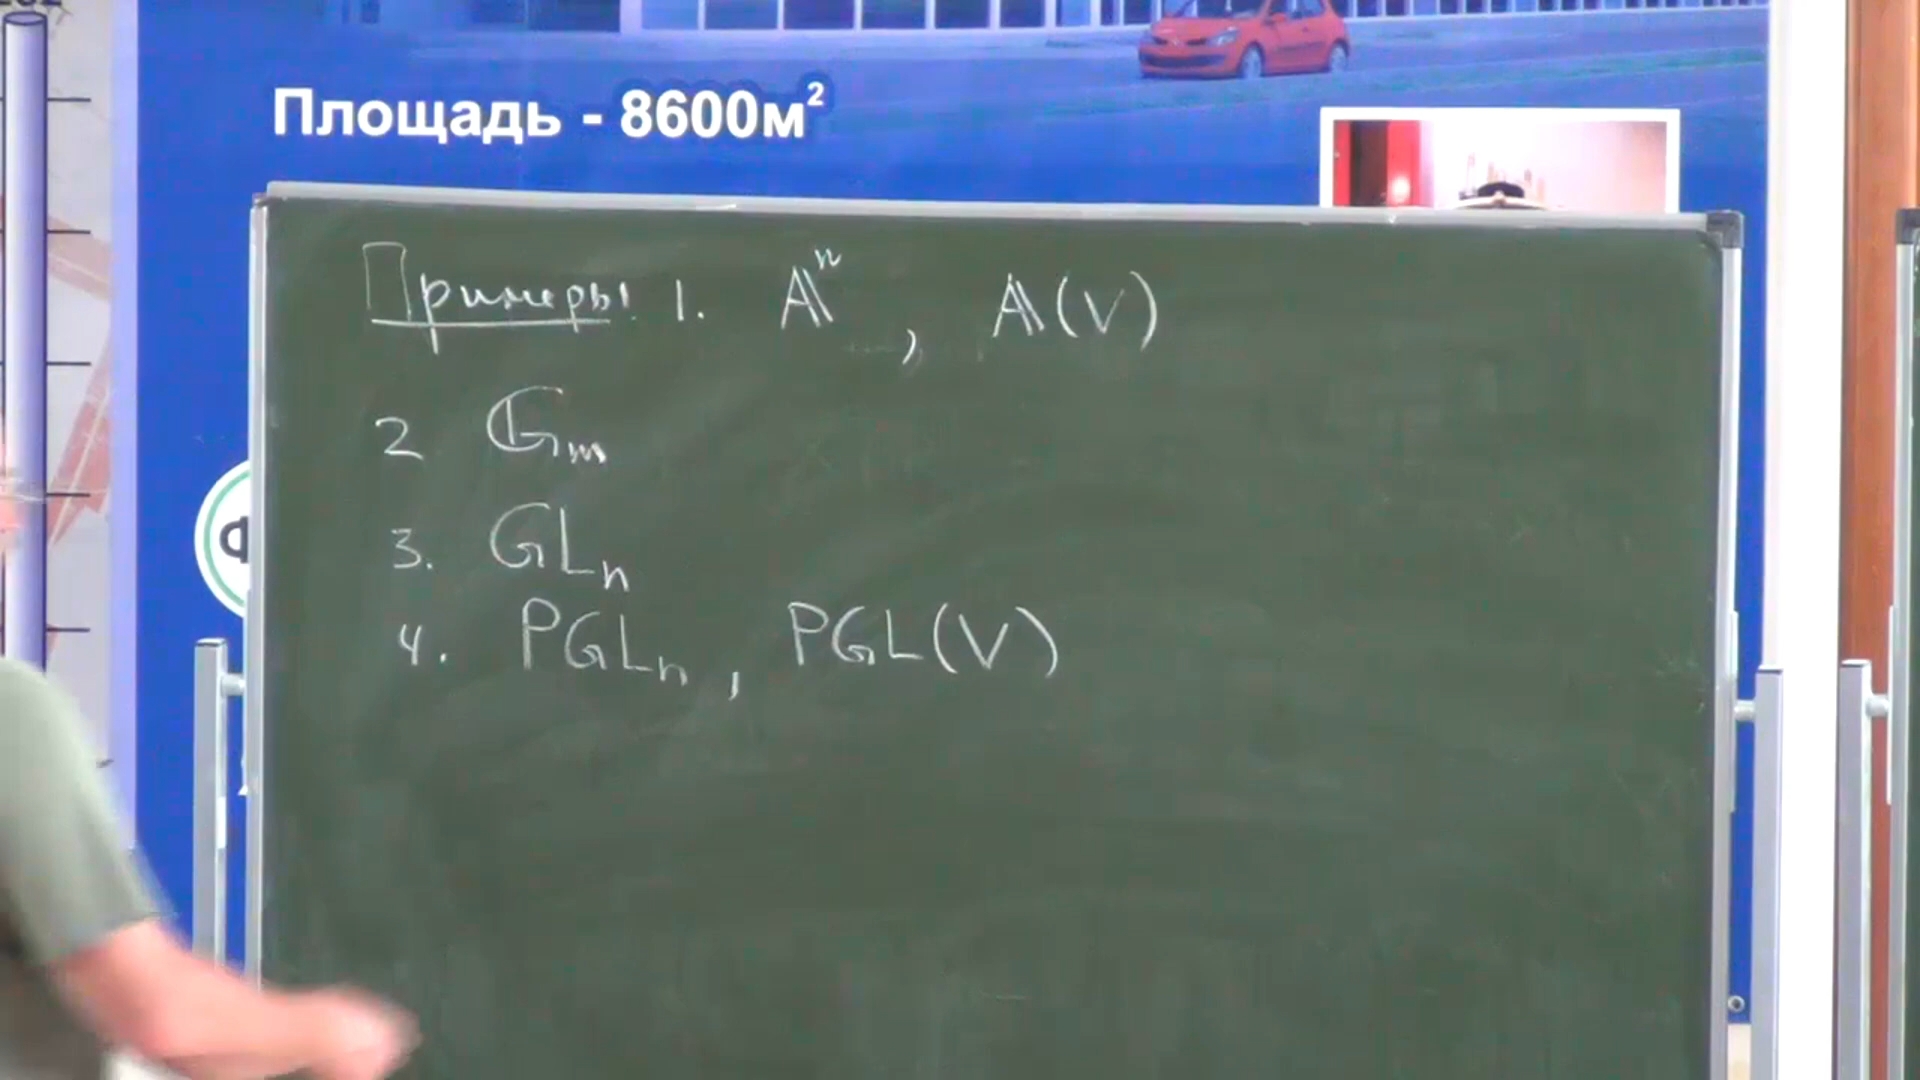 Площадь - 8600м²
Примеры: 1. 𝔸ⁿ , 𝔸(V)
2 𝔾ₘ
3. GLₙ
4. PGLₙ , PGL(V)